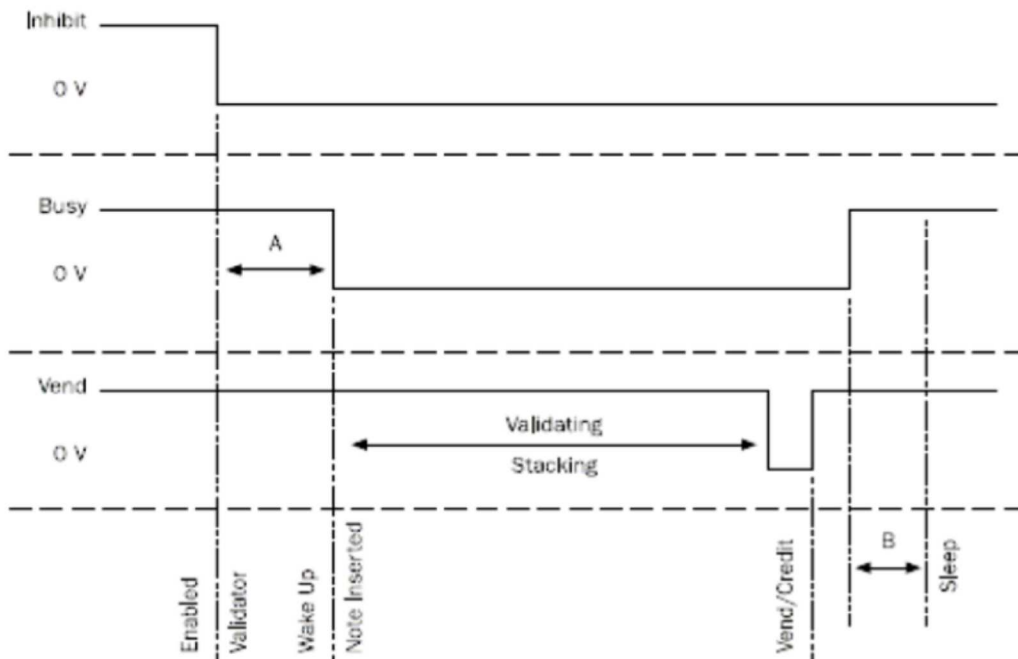 Inhibit
0 V
Busy
A
0 V
Vend
Validating
0 V
Stacking
B
Enabled
Validator
Wake Up
Note Inserted
Vend/Credit
Sleep